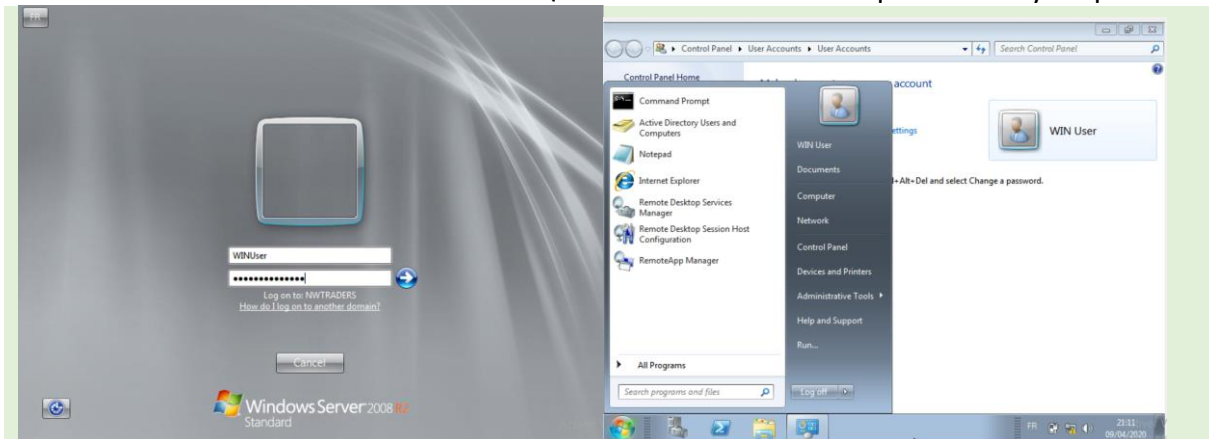 FR
WINUser
Log on to: NWTRADERS
How do I log on to another domain?
Cancel
Windows Server 2008 R2
Standard
Control Panel
User Accounts
User Accounts
Search Control Panel
Control Panel Home
account
ettings
WIN User
+Alt+Del and select Change a password.
Command Prompt
Active Directory Users and
Computers
Notepad
Internet Explorer
Remote Desktop Services
Manager
Remote Desktop Session Host
Configuration
RemoteApp Manager
All Programs
Search programs and files
WIN User
Documents
Computer
Network
Control Panel
Devices and Printers
Administrative Tools
Help and Support
Run...
Log off
FR
21:11
09/04/2020